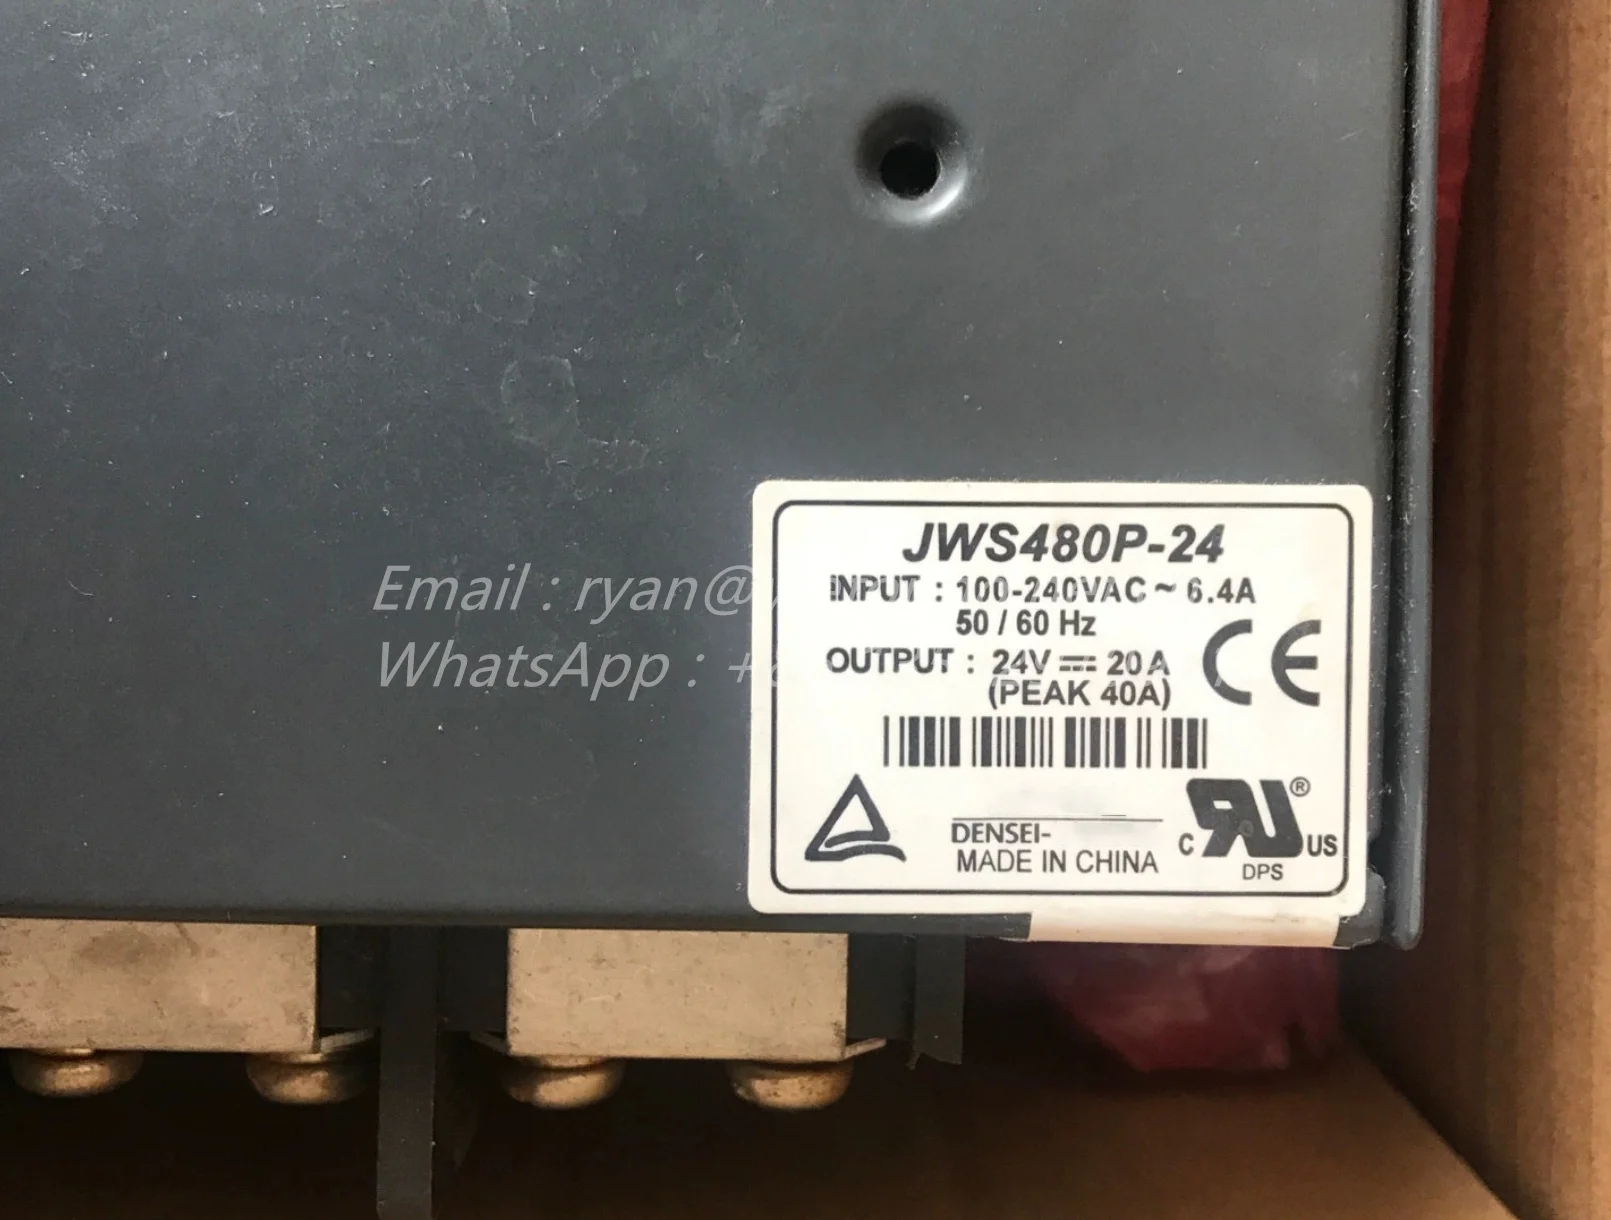 JWS480P-24
INPUT : 100-240VAC ~ 6.4A
50 / 60 Hz
OUTPUT : 24V ⎓ 20A
(PEAK 40A)
CE
DENSEI-
MADE IN CHINA
C RU ® US
DPS
Email : ryan@
WhatsApp : +